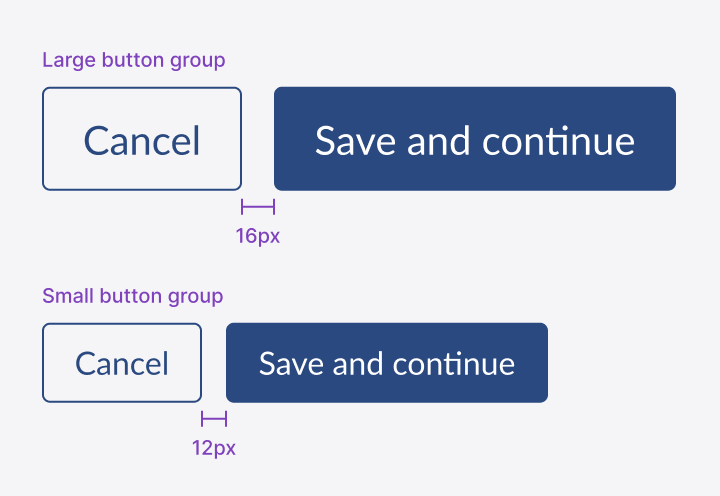 Large button group
Cancel Save and continue
16px
Small button group
Cancel Save and continue
12px